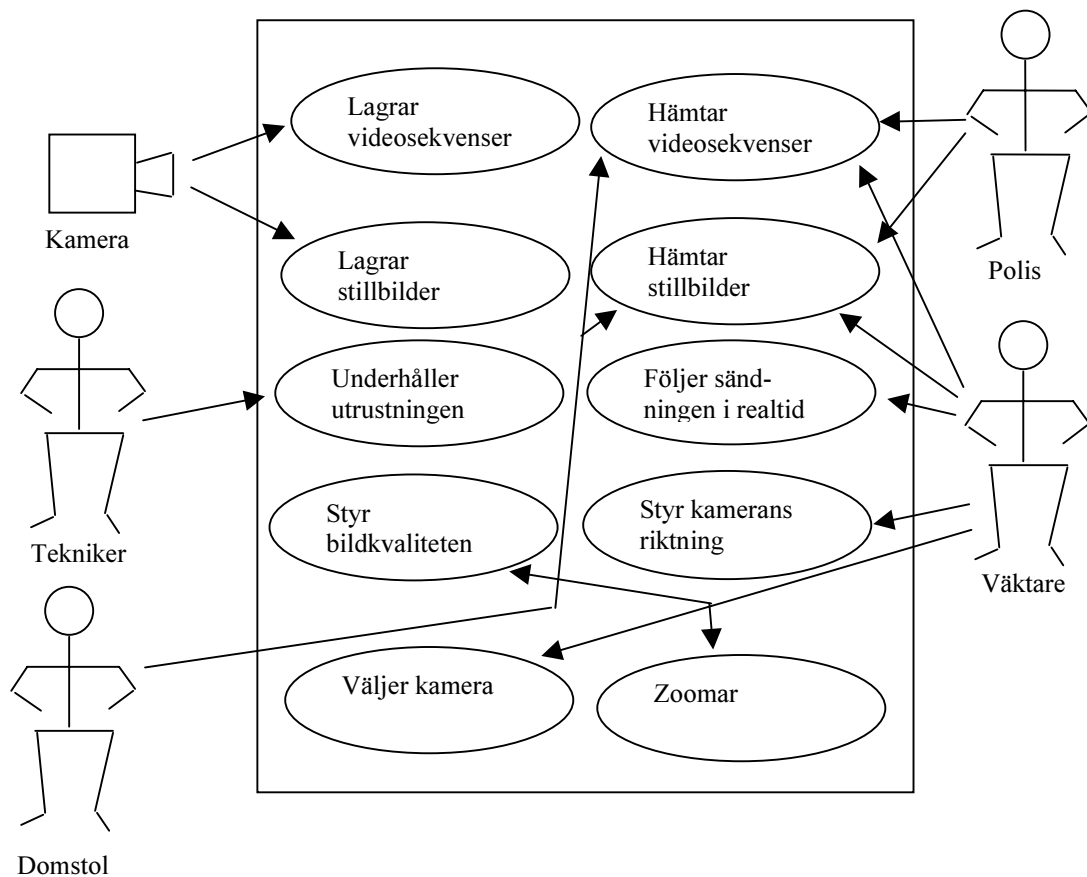 Lagrar
videosekvenser
Hämtar
videosekvenser
Kamera
Lagrar
stillbilder
Hämtar
stillbilder
Polis
Underhåller
utrustningen
Följer sänd-
ningen i realtid
Tekniker
Styr
bildkvaliteten
Styr kamerans
riktning
Väktare
Väljer kamera
Zoomar
Domstol